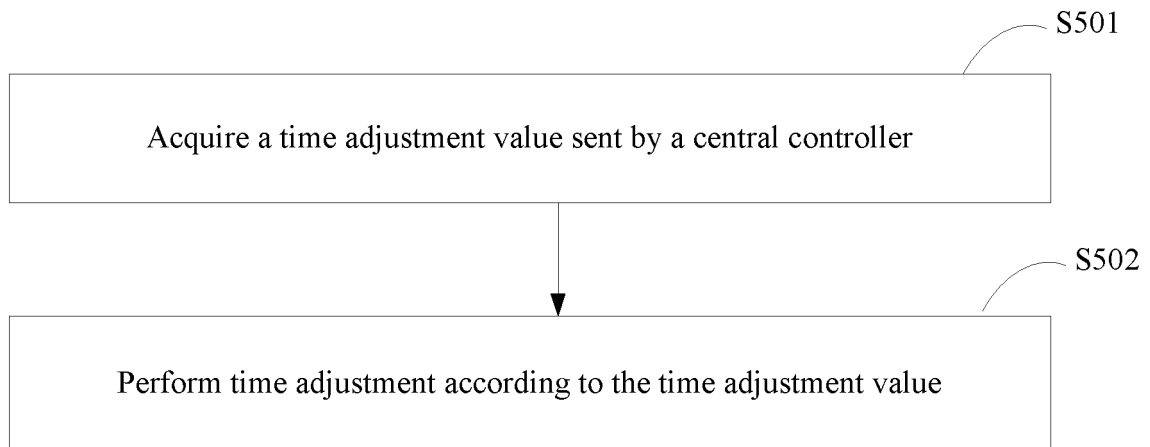 S501
Acquire a time adjustment value sent by a central controller
S502
Perform time adjustment according to the time adjustment value